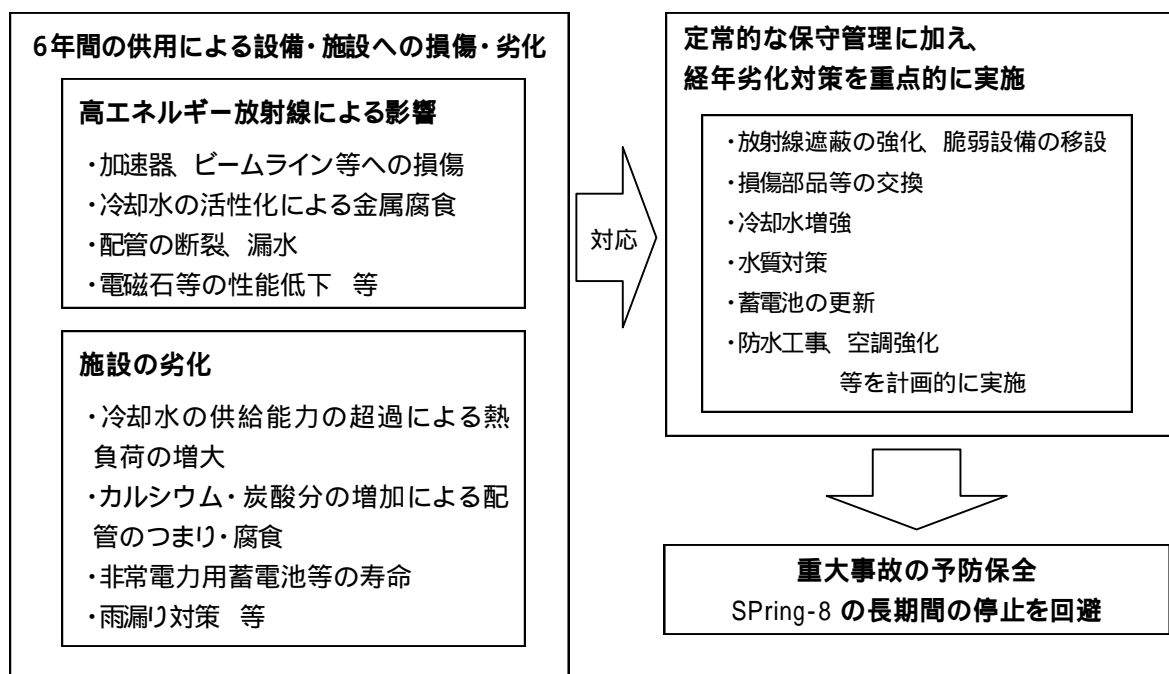 6年間の供用による設備・施設への損傷・劣化
高エネルギー放射線による影響
・加速器、ビームライン等への損傷
・冷却水の活性化による金属腐食
・配管の断裂、漏水
・電磁石等の性能低下　等
施設の劣化
・冷却水の供給能力の超過による熱
負荷の増大
・カルシウム・炭酸分の増加による配
管のつまり・腐食
・非常電力用蓄電池等の寿命
・雨漏り対策　等
対応
定常的な保守管理に加え、
経年劣化対策を重点的に実施
・放射線遮蔽の強化、脆弱設備の移設
・損傷部品等の交換
・冷却水増強
・水質対策
・蓄電池の更新
・防水工事、空調強化
等を計画的に実施
重大事故の予防保全
SPring-8 の長期間の停止を回避